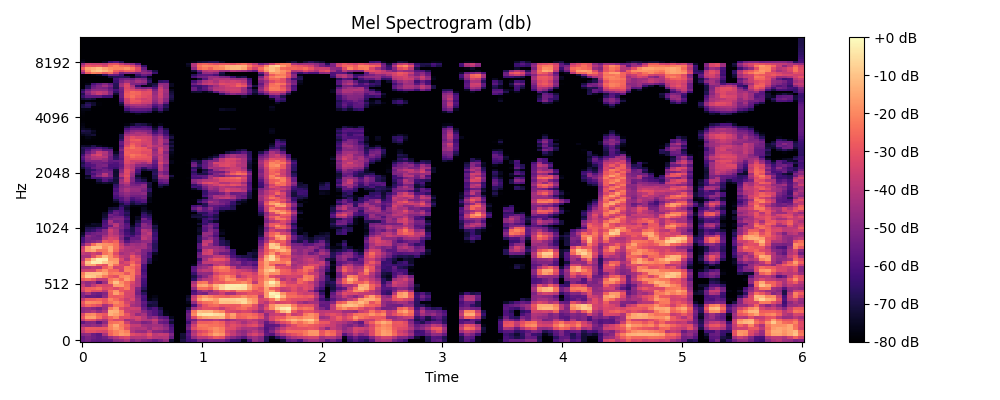 Mel Spectrogram (db)
8192
4096
2048
1024
512
0
Hz
0 1 2 3 4 5 6
Time
+0 dB
-10 dB
-20 dB
-30 dB
-40 dB
-50 dB
-60 dB
-70 dB
-80 dB